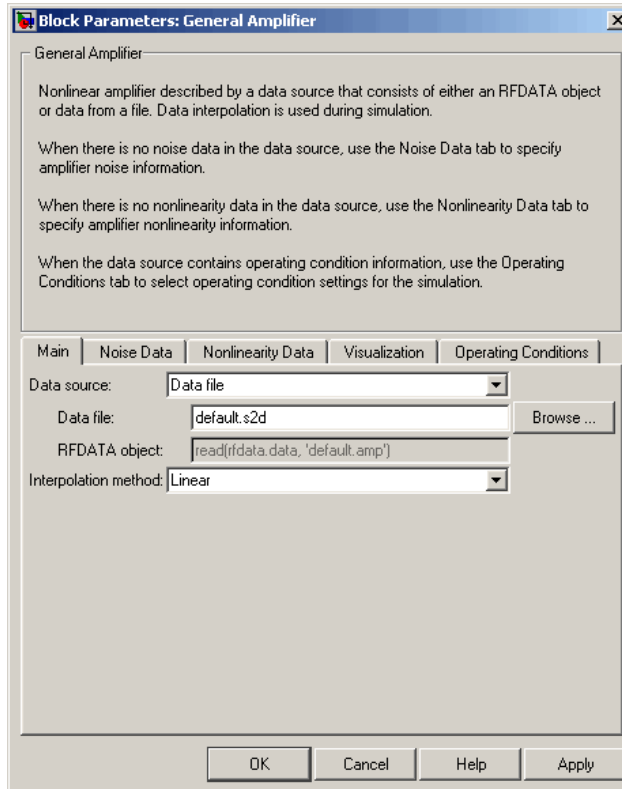 Block Parameters: General Amplifier
General Amplifier
Nonlinear amplifier described by a data source that consists of either an RFDATA object
or data from a file. Data interpolation is used during simulation.
When there is no noise data in the data source, use the Noise Data tab to specify
amplifier noise information.
When there is no nonlinearity data in the data source, use the Nonlinearity Data tab to
specify amplifier nonlinearity information.
When the data source contains operating condition information, use the Operating
Conditions tab to select operating condition settings for the simulation.
Main Noise Data Nonlinearity Data Visualization Operating Conditions
Data source: Data file
Data file: default.s2d Browse ...
RFDATA object: read(rfdata.data, 'default.amp')
Interpolation method: Linear
OK Cancel Help Apply